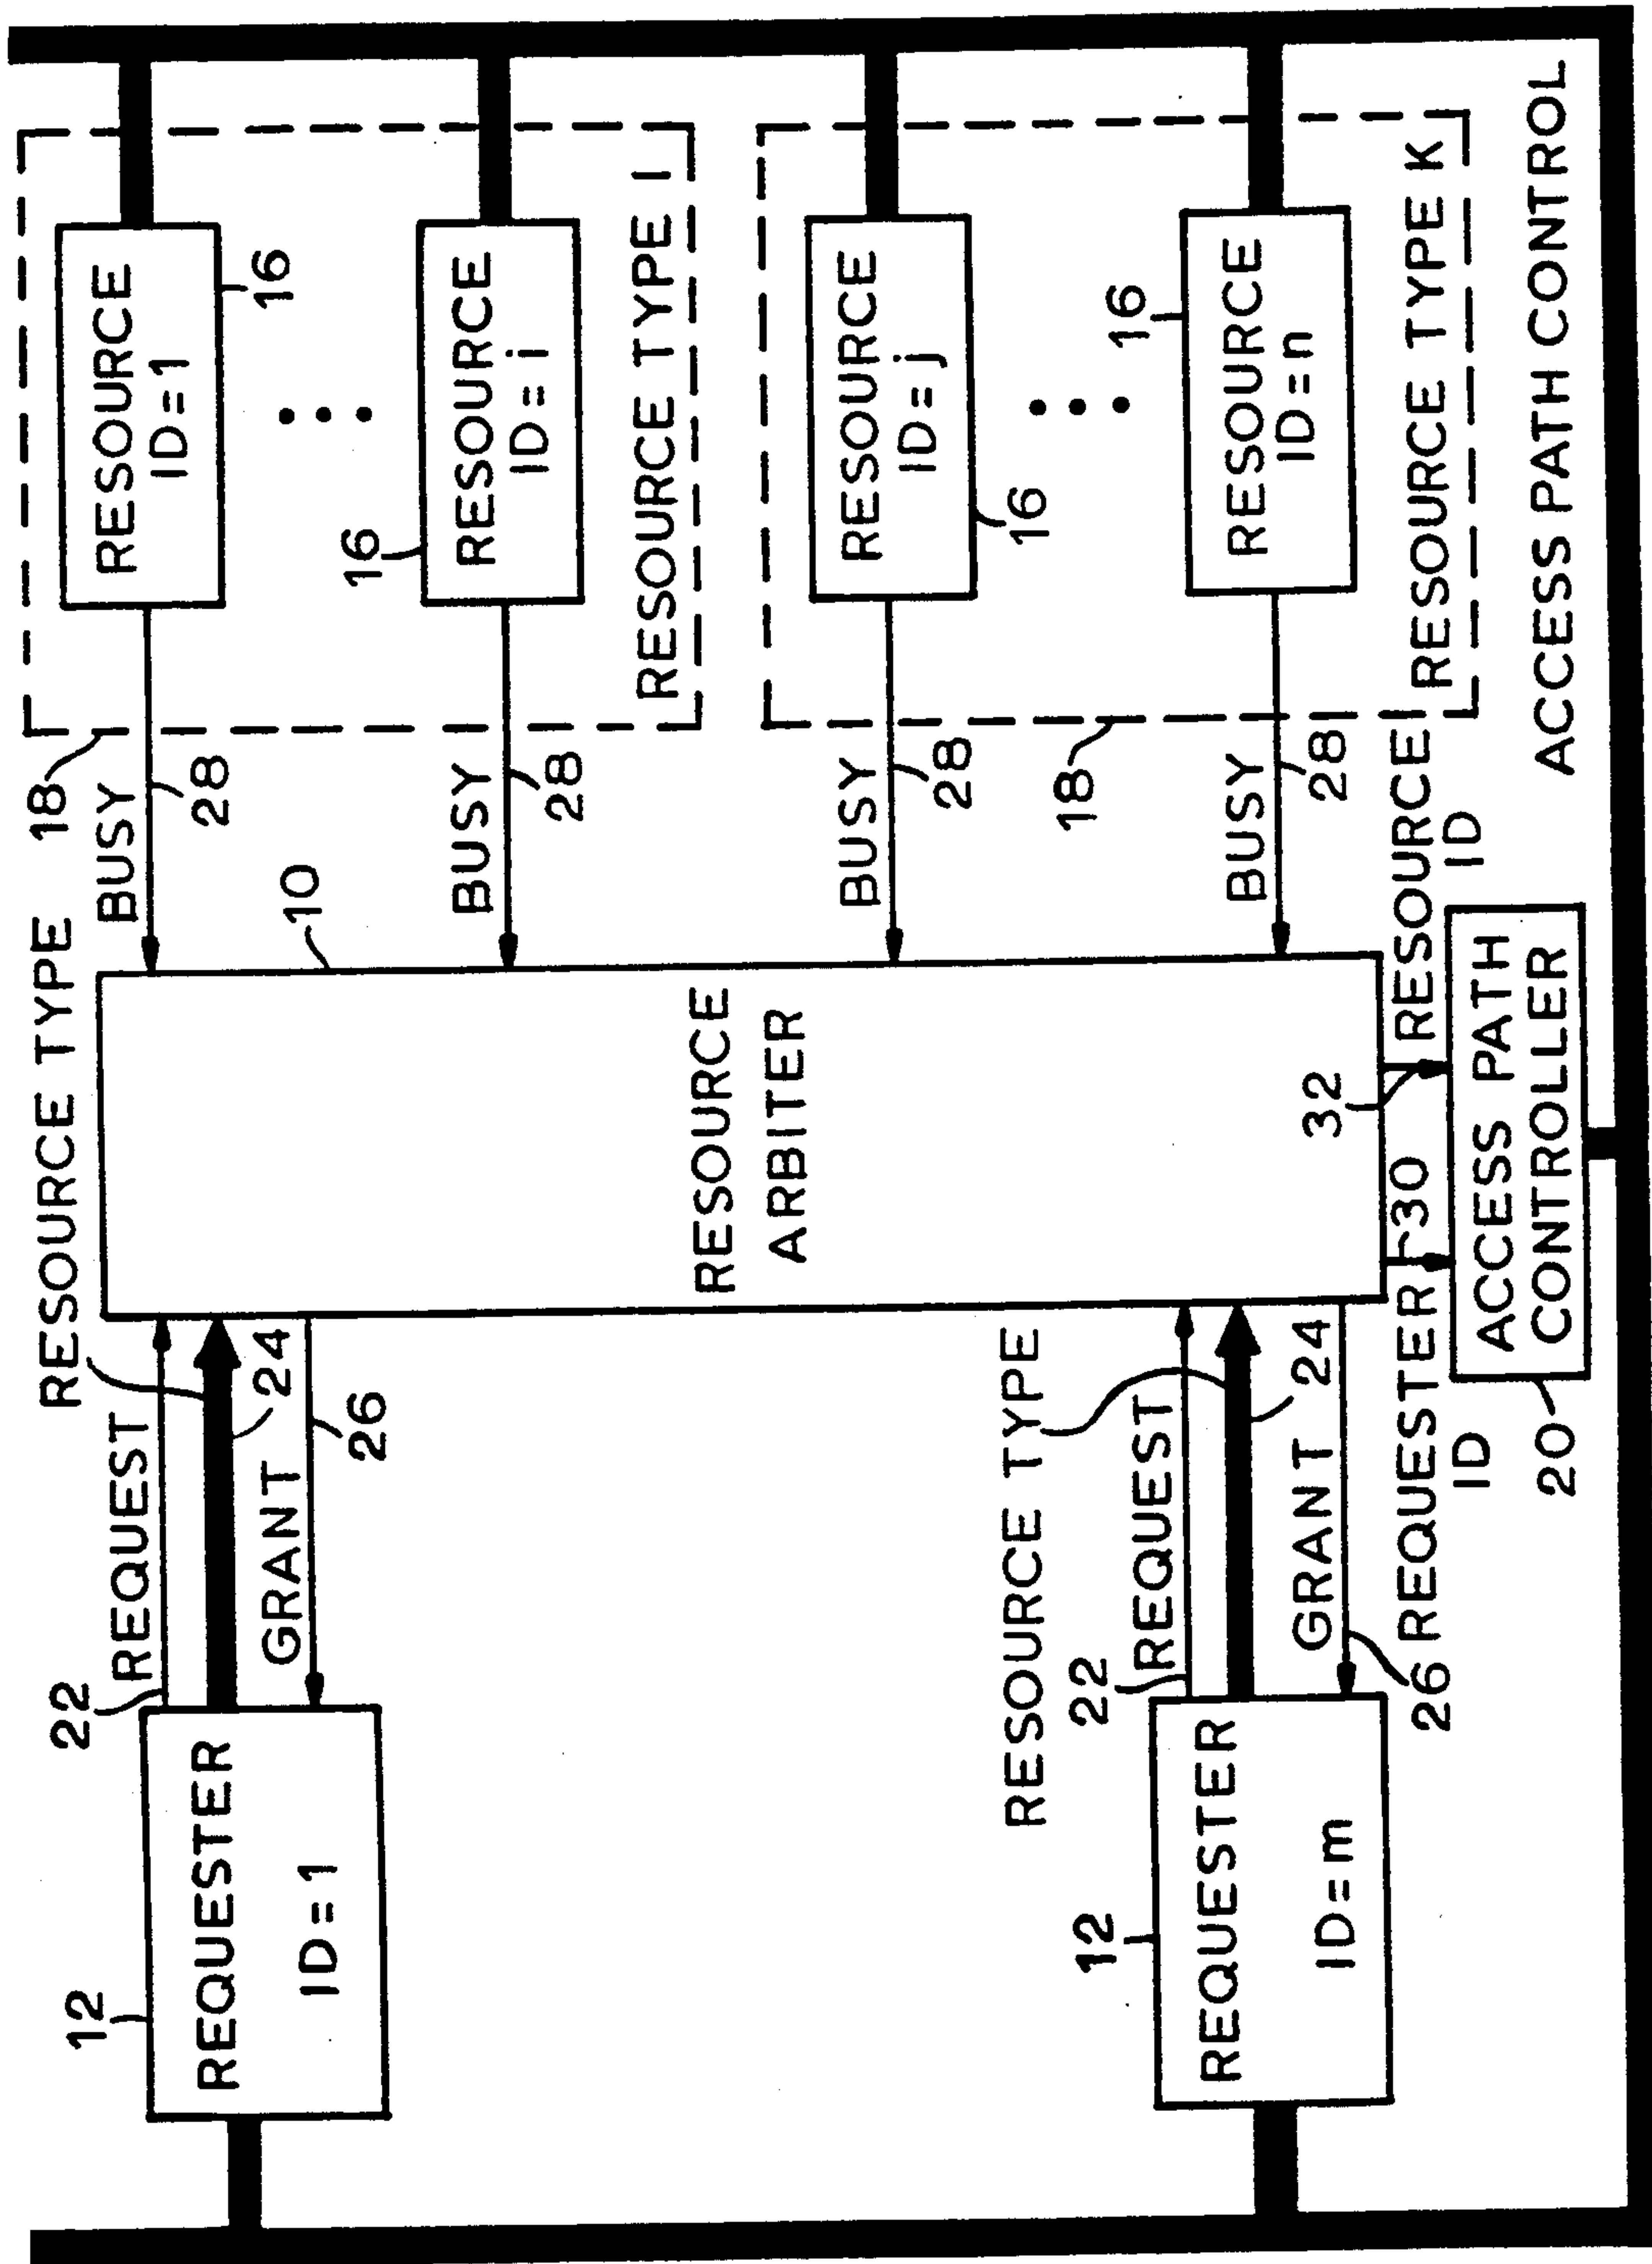 12
REQUESTER
ID = 1
22
REQUEST
RESOURCE TYPE
24
GRANT
26
10
RESOURCE
ARBITER
18
BUSY
28
RESOURCE
ID = 1
16
BUSY
28
16
RESOURCE
ID = i
RESOURCE TYPE 1
BUSY
28
RESOURCE
ID = j
16
18
BUSY
28
16
RESOURCE
ID = n
RESOURCE TYPE K
12
REQUESTER
ID = m
22
RESOURCE TYPE
REQUEST
24
GRANT
26
REQUESTER
ID
30
32
RESOURCE
ID
20
ACCESS PATH
CONTROLLER
ACCESS PATH CONTROL